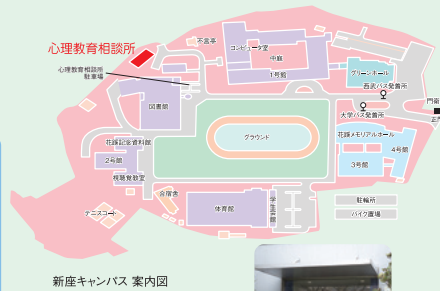 心理教育相談所
不言亭
コンピュータ室
中庭
1号館
グリーンホール
心理教育相談所
駐車場
西武バス発着所
門衛
正門
図書館
大学バス発着所
花蹊記念資料館
グラウンド
花蹊メモリアルホール
4号館
2号館
3号館
視聴覚教室
合宿舎
テニスコート
体育館
学生会館
駐輪所
バイク置場
新座キャンパス 案内図